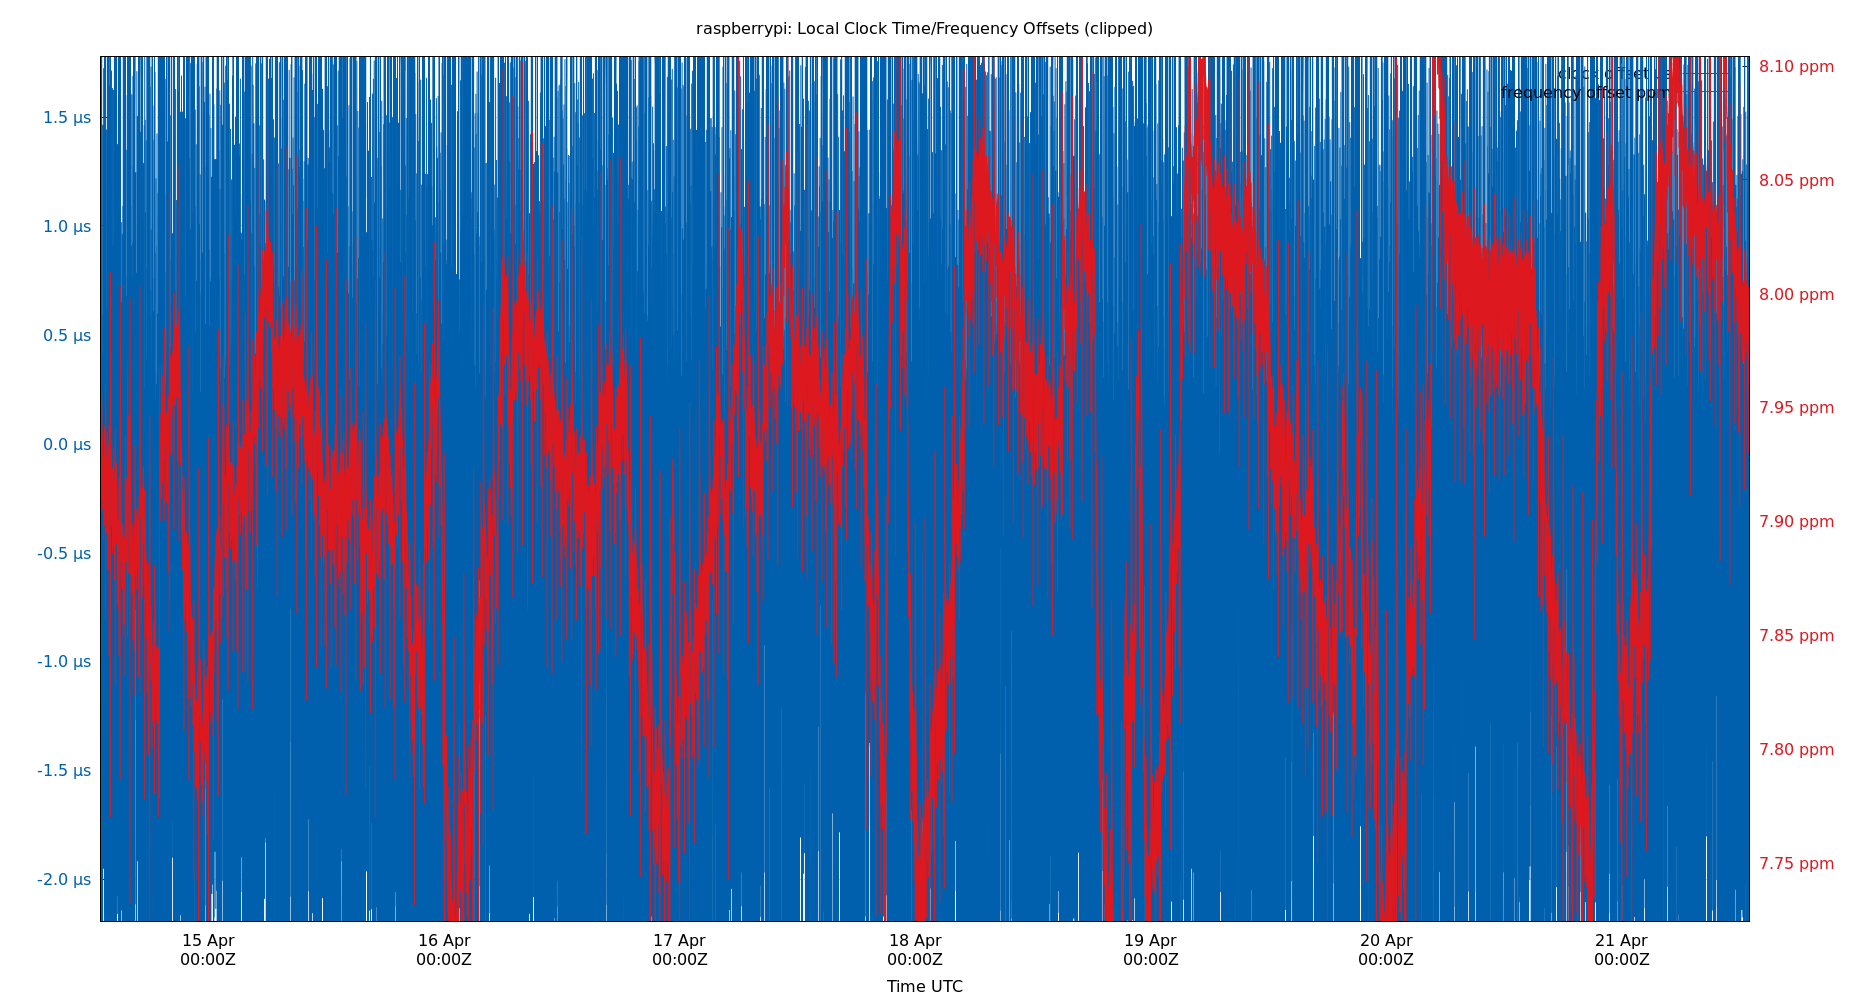 raspberrypi: Local Clock Time/Frequency Offsets (clipped)
clock offset µs
frequency offset ppm
1.5 µs
1.0 µs
0.5 µs
0.0 µs
-0.5 µs
-1.0 µs
-1.5 µs
-2.0 µs
8.10 ppm
8.05 ppm
8.00 ppm
7.95 ppm
7.90 ppm
7.85 ppm
7.80 ppm
7.75 ppm
15 Apr
00:00Z
16 Apr
00:00Z
17 Apr
00:00Z
18 Apr
00:00Z
19 Apr
00:00Z
20 Apr
00:00Z
21 Apr
00:00Z
Time UTC